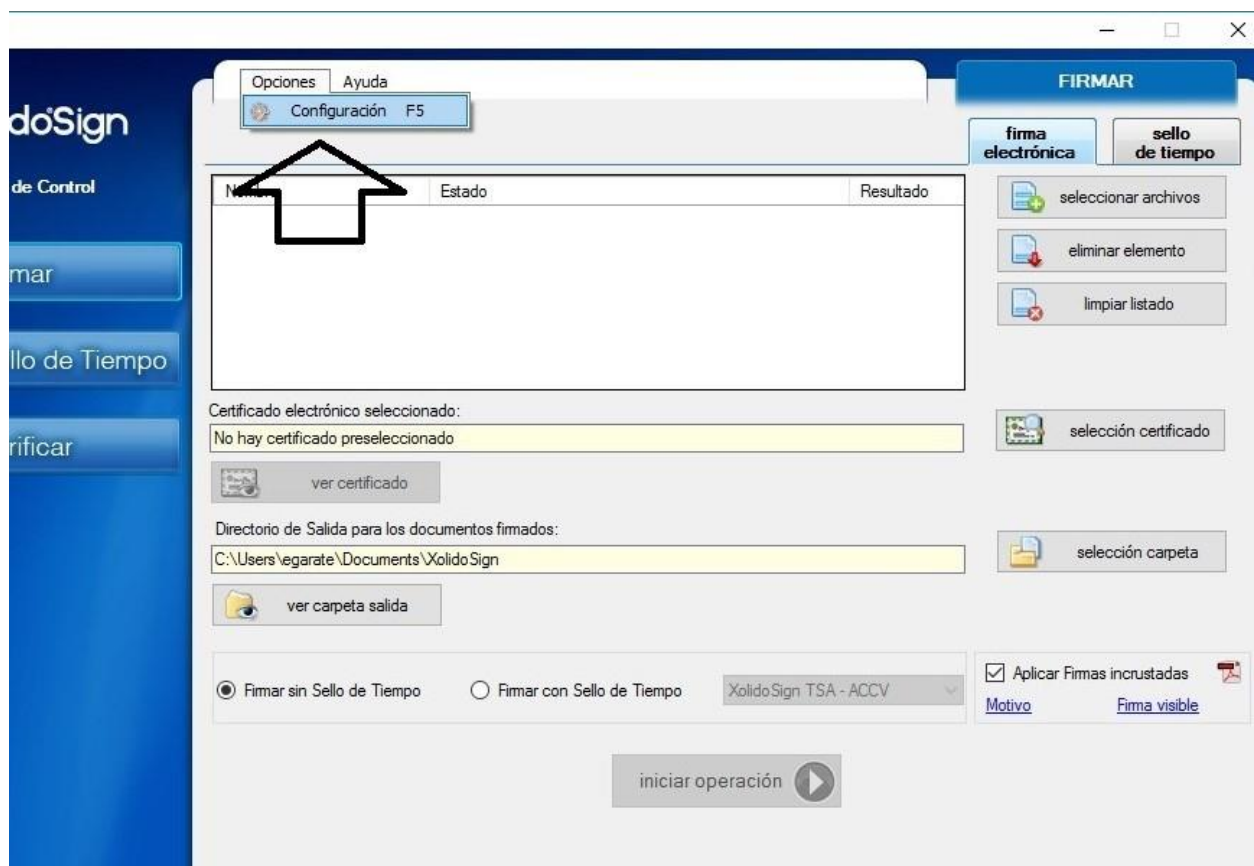 Opciones Ayuda
Configuración F5
FIRMAR
firma
electrónica
sello
de tiempo
doSign
de Control
mar
llo de Tiempo
rificar
Estado Resultado
seleccionar archivos
eliminar elemento
limpiar listado
Certificado electrónico seleccionado:
No hay certificado preseleccionado
selección certificado
ver certificado
Directorio de Salida para los documentos firmados:
C:\Users\egarate\Documents\XolidoSign
selección carpeta
ver carpeta salida
Firmar sin Sello de Tiempo Firmar con Sello de Tiempo XolidoSign TSA - ACCV
Aplicar Firmas incrustadas
Motivo Firma visible
iniciar operación